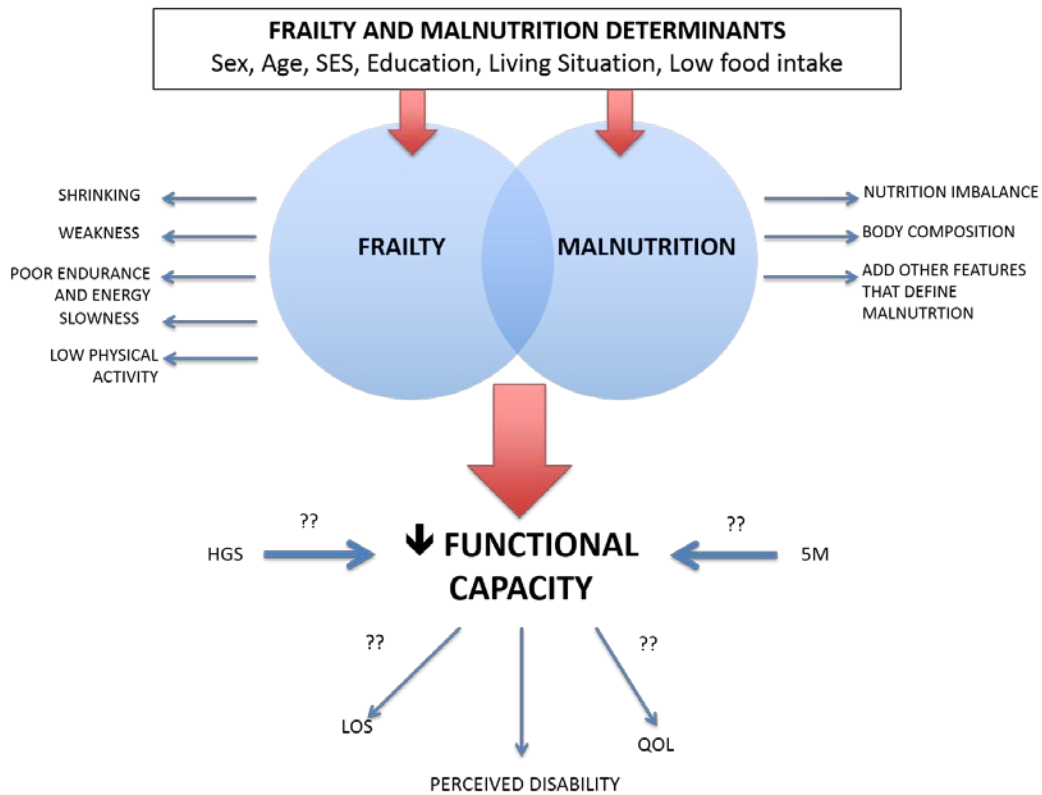 FRAILTY AND MALNUTRITION DETERMINANTS
Sex, Age, SES, Education, Living Situation, Low food intake
SHRINKING
WEAKNESS
POOR ENDURANCE
AND ENERGY
SLOWNESS
LOW PHYSICAL
ACTIVITY
FRAILTY
MALNUTRITION
NUTRITION IMBALANCE
BODY COMPOSITION
ADD OTHER FEATURES
THAT DEFINE
MALNUTRTION
??
??
HGS
FUNCTIONAL
CAPACITY
5M
??
??
LOS
QOL
PERCEIVED DISABILITY